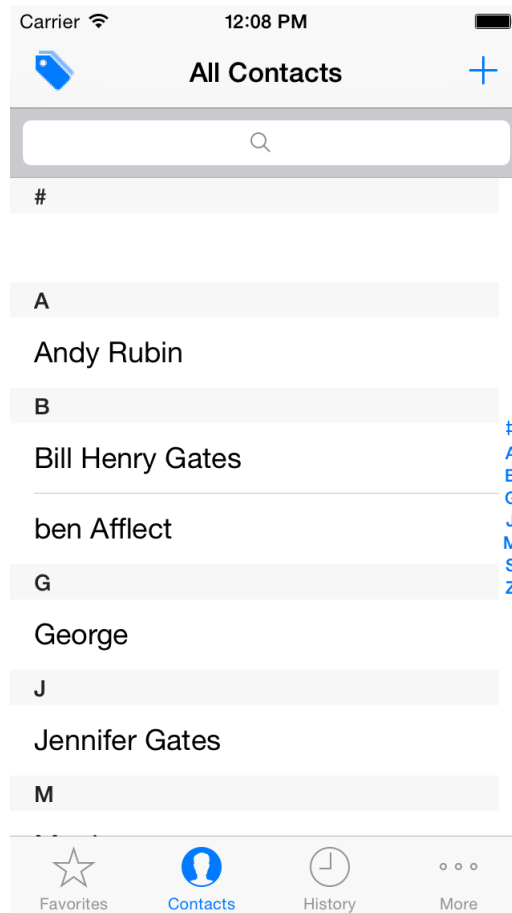 Carrier 12:08 PM
All Contacts
#
A
Andy Rubin
B
Bill Henry Gates
ben Afflect
G
George
J
Jennifer Gates
M
A
B
G
J
M
S
Z
Favorites Contacts History More